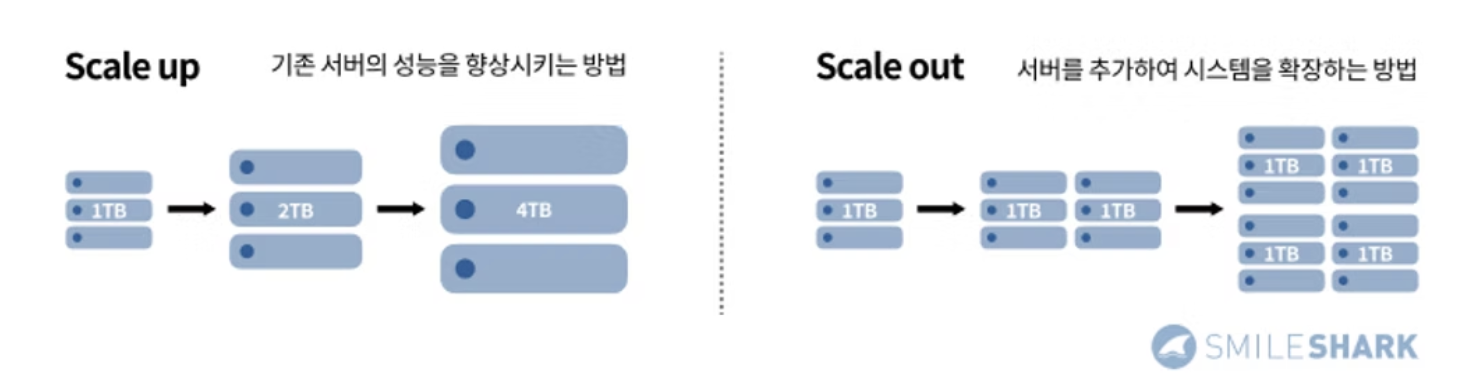 Scale up
기존 서버의 성능을 향상시키는 방법
1TB
2TB
4TB
Scale out
서버를 추가하여 시스템을 확장하는 방법
1TB
1TB 1TB
1TB 1TB
1TB 1TB
SMILESHARK